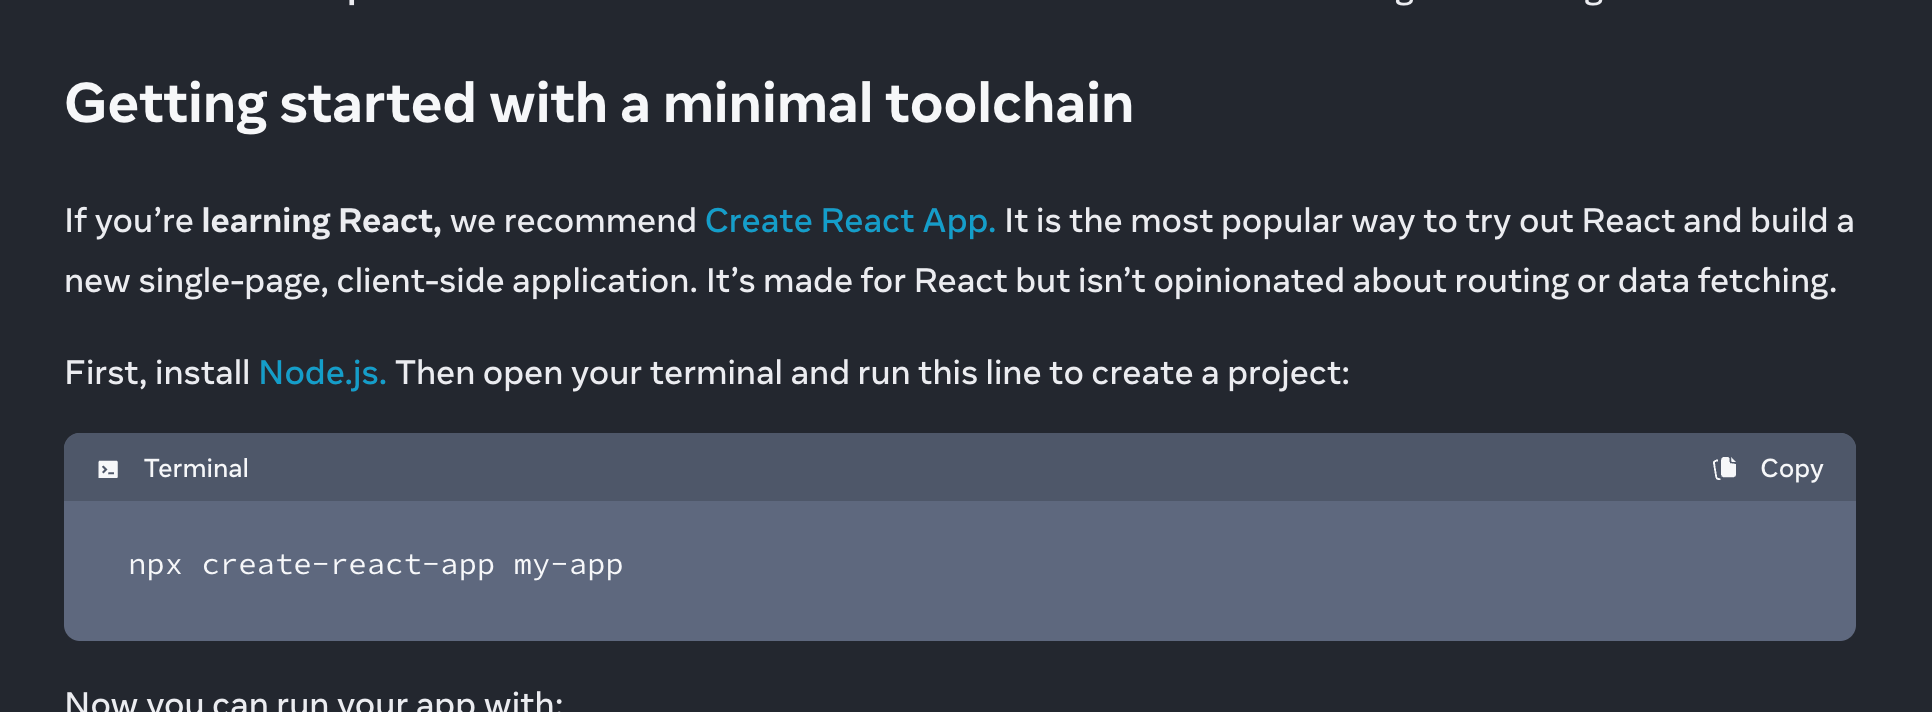 Getting started with a minimal toolchain
If you’re learning React, we recommend Create React App. It is the most popular way to try out React and build a
new single-page, client-side application. It’s made for React but isn’t opinionated about routing or data fetching.
First, install Node.js. Then open your terminal and run this line to create a project:
Terminal
Copy
npx create-react-app my-app
Now you can run your app with: